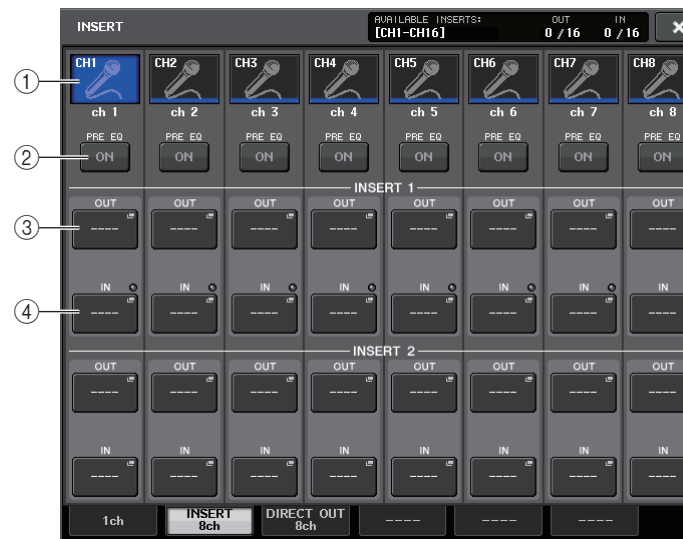 INSERT
AVAILABLE INSERTS: OUT IN
[CH1-CH16] 0 /16 0 /16
CH1 CH2 CH3 CH4 CH5 CH6 CH7 CH8
① ch 1 ch 2 ch 3 ch 4 ch 5 ch 6 ch 7 ch 8
PRE EQ PRE EQ PRE EQ PRE EQ PRE EQ PRE EQ PRE EQ PRE EQ
② ON ON ON ON ON ON ON ON
INSERT 1
OUT OUT OUT OUT OUT OUT OUT OUT
③ ---- ---- ---- ---- ---- ---- ---- ----
IN IN IN IN IN IN IN IN
④ ---- ---- ---- ---- ---- ---- ---- ----
INSERT 2
OUT OUT OUT OUT OUT OUT OUT OUT
---- ---- ---- ---- ---- ---- ---- ----
IN IN IN IN IN IN IN IN
---- ---- ---- ---- ---- ---- ---- ----
1ch INSERT 8ch DIRECT OUT 8ch ---- ---- ----